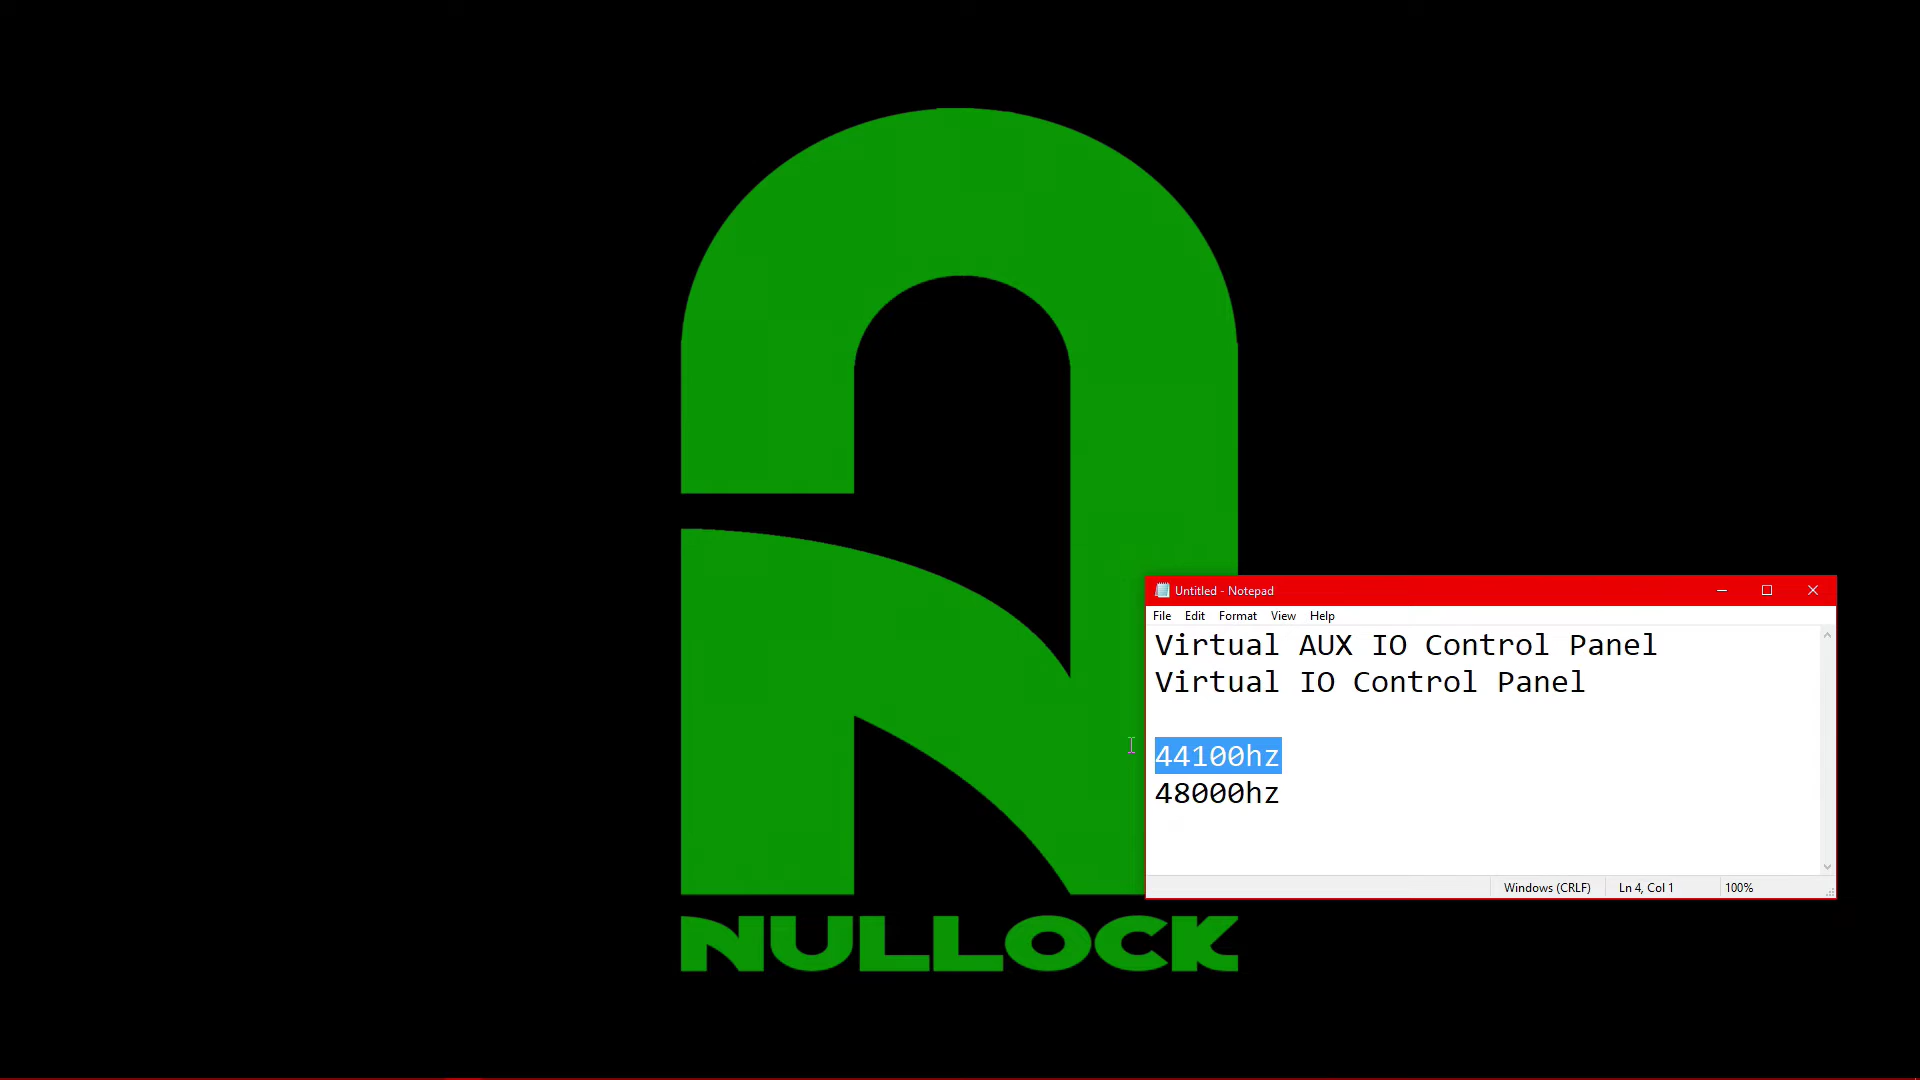 Untitled - Notepad
File Edit Format View Help
Virtual AUX IO Control Panel
Virtual IO Control Panel
44100hz
48000hz
Windows (CRLF) Ln 4, Col 1 100%
NULLOCK